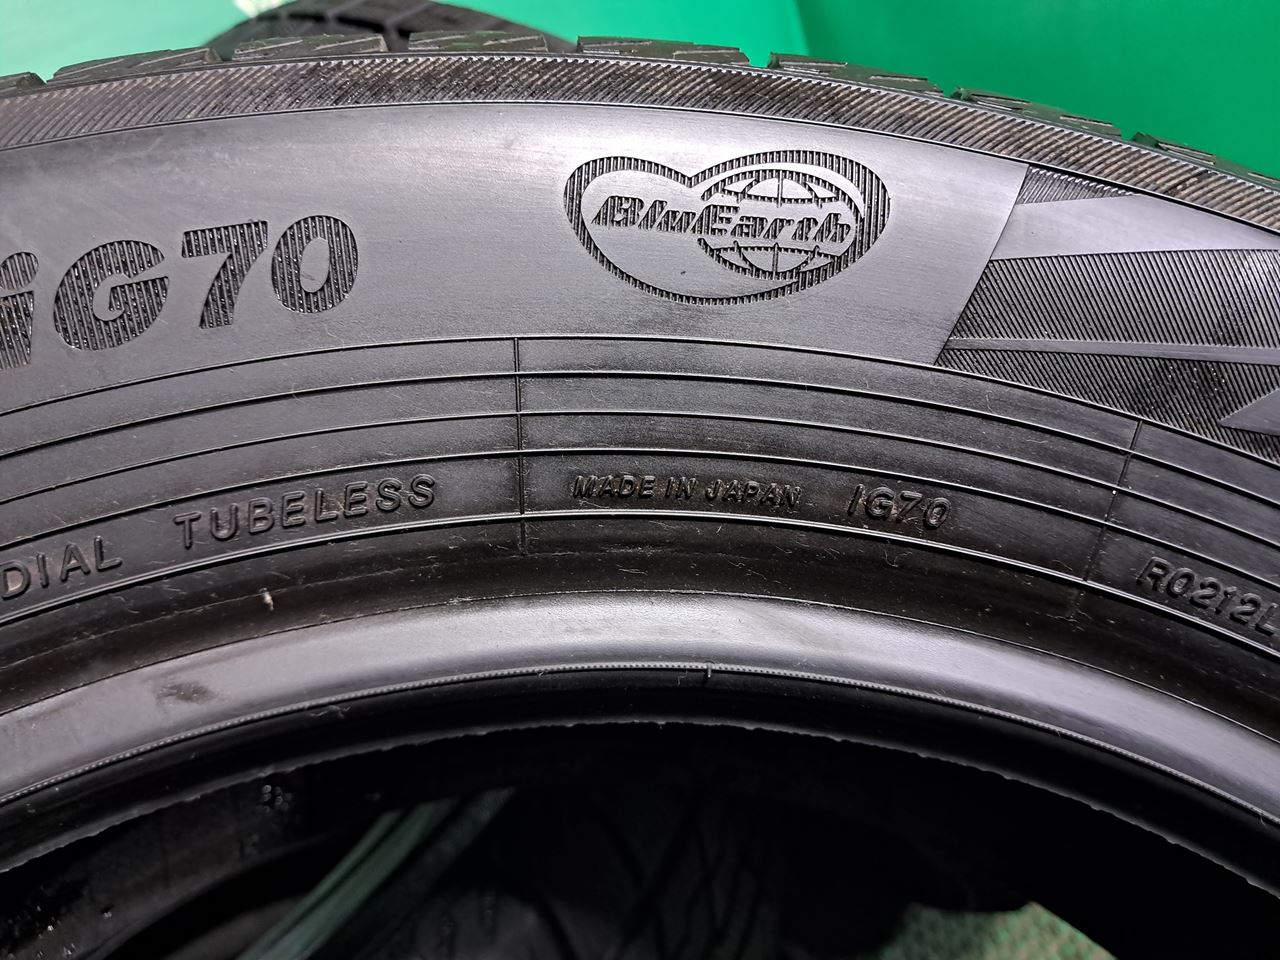 iG70
BluEarth
DIAL TUBELESS
MADE IN JAPAN IG70
R0212L